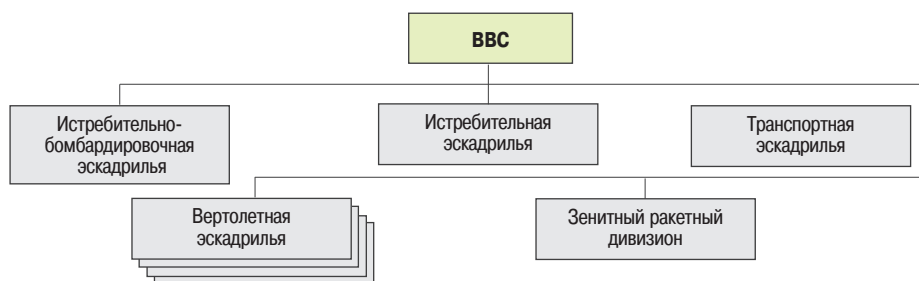 ВВС
Истребительно-
бомбардировочная
эскадрилья
Истребительная
эскадрилья
Транспортная
эскадрилья
Вертолетная
эскадрилья
Зенитный ракетный
дивизион